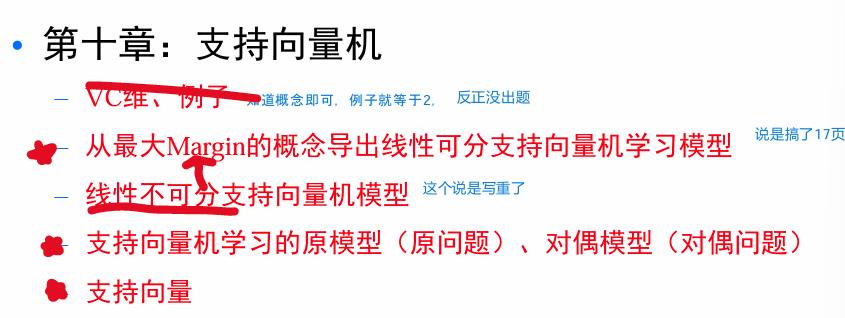 第十章：支持向量机
VC维、例子 知道概念即可，例子就等于2， 反正没出题
从最大Margin的概念导出线性可分支持向量机学习模型 说是搞了17页
线性不可分支持向量机模型 这个说是写重了
支持向量机学习的原模型（原问题）、对偶模型（对偶问题）
支持向量